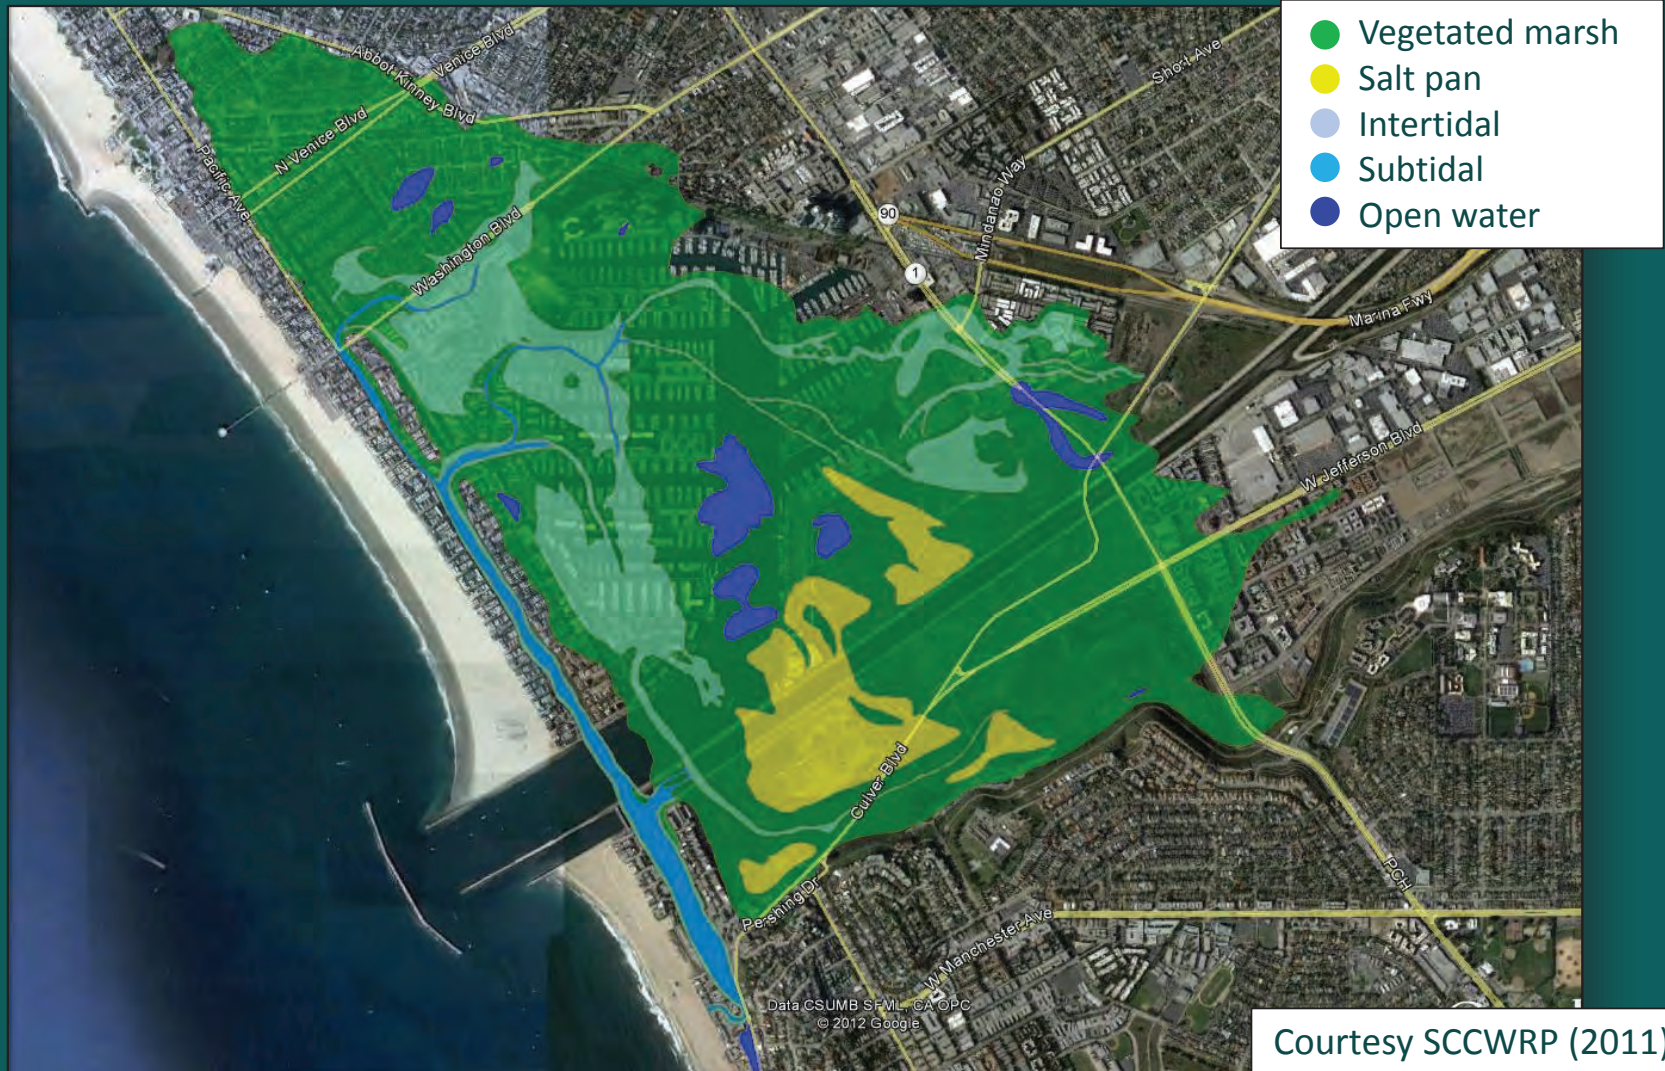 Vegetated marsh
Salt pan
Intertidal
Subtidal
Open water
Abbot Kinney Blvd
Venice Blvd
N Venice Blvd
Pacific Ave
Washington Blvd
Short Ave
Mindanao Way
90
1
Marina Fwy
W Jefferson Blvd
Culver Blvd
Pershing Dr
W Manchester Ave
PCH
Data CSUMB SFML, CA OPC
© 2012 Google
Courtesy SCCWRP (2011)